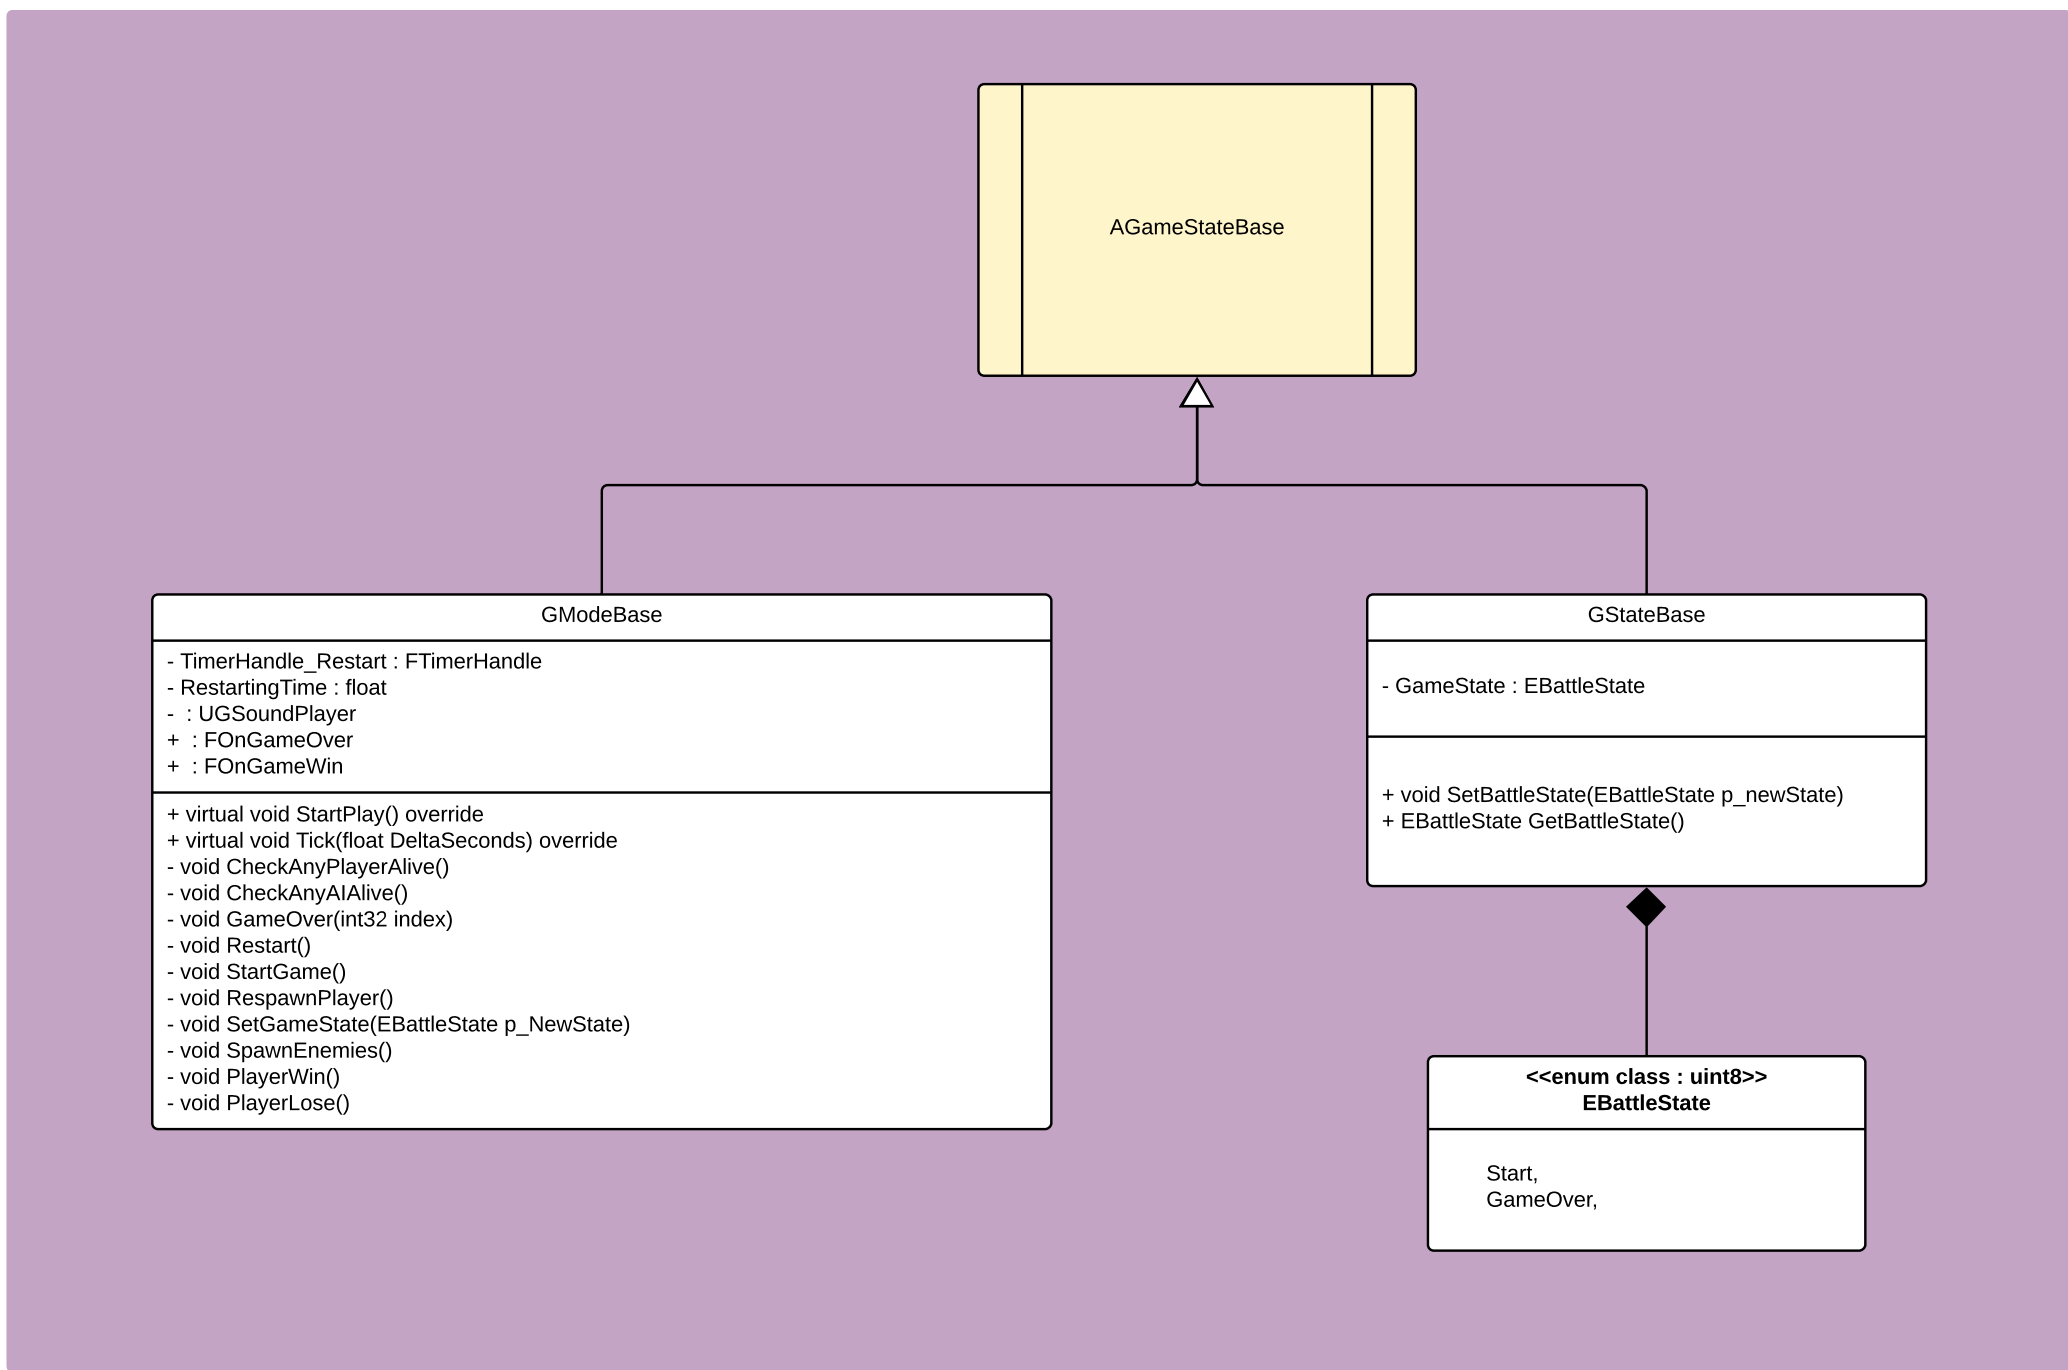 AGameStateBase
GModeBase
- TimerHandle_Restart : FTimerHandle
- RestartingTime : float
-  : UGSoundPlayer
+  : FOnGameOver
+  : FOnGameWin
+ virtual void StartPlay() override
+ virtual void Tick(float DeltaSeconds) override
- void CheckAnyPlayerAlive()
- void CheckAnyAIAlive()
- void GameOver(int32 index)
- void Restart()
- void StartGame()
- void RespawnPlayer()
- void SetGameState(EBattleState p_NewState)
- void SpawnEnemies()
- void PlayerWin()
- void PlayerLose()
GStateBase
- GameState : EBattleState
+ void SetBattleState(EBattleState p_newState)
+ EBattleState GetBattleState()
<<enum class : uint8>>
EBattleState
Start,
GameOver,